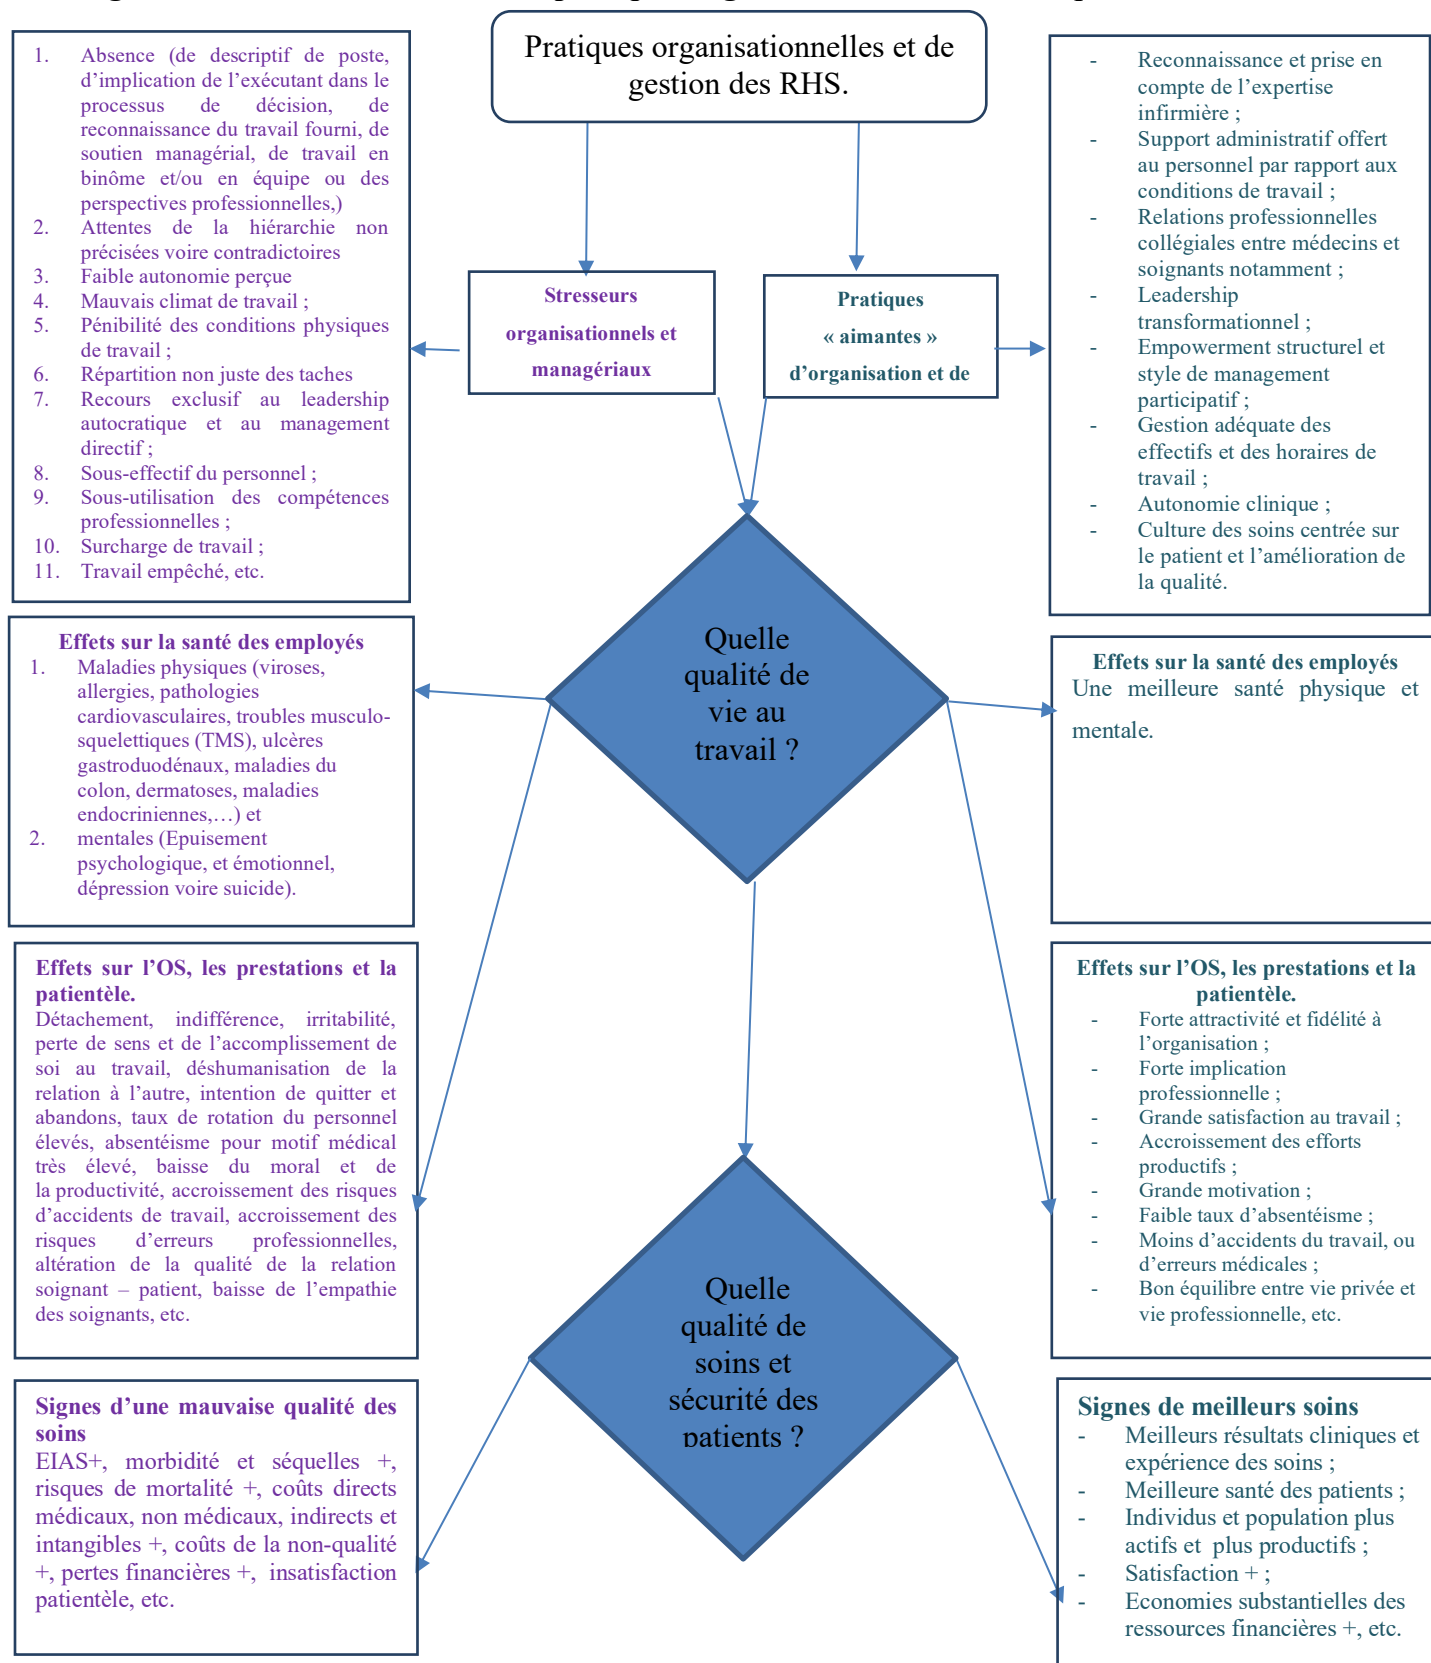 Pratiques organisationnelles et de
gestion des RHS.
1. Absence (de descriptif de poste,
d’implication de l’exécutant dans le
processus de décision, de
reconnaissance du travail fourni, de
soutien managérial, de travail en
binôme et/ou en équipe ou des
perspectives professionnelles,)
2. Attentes de la hiérarchie non
précisées voire contradictoires
3. Faible autonomie perçue
4. Mauvais climat de travail ;
5. Pénibilité des conditions physiques
de travail ;
6. Répartition non juste des taches
7. Recours exclusif au leadership
autocratique et au management
directif ;
8. Sous-effectif du personnel ;
9. Sous-utilisation des compétences
professionnelles ;
10. Surcharge de travail ;
11. Travail empêché, etc.
Stresseurs
organisationnels et
managériaux
Pratiques
« aimantes »
d’organisation et de
- Reconnaissance et prise en
compte de l’expertise
infirmière ;
- Support administratif offert
au personnel par rapport aux
conditions de travail ;
- Relations professionnelles
collégiales entre médecins et
soignants notamment ;
- Leadership
transformationnel ;
- Empowerment structurel et
style de management
participatif ;
- Gestion adéquate des
effectifs et des horaires de
travail ;
- Autonomie clinique ;
- Culture des soins centrée sur
le patient et l’amélioration de
la qualité.
Effets sur la santé des employés
1. Maladies physiques (viroses,
allergies, pathologies
cardiovasculaires, troubles musculo-
squelettiques (TMS), ulcères
gastroduodénaux, maladies du
colon, dermatoses, maladies
endocriniennes,…) et
2. mentales (Epuisement
psychologique, et émotionnel,
dépression voire suicide).
Quelle
qualité de
vie au
travail ?
Effets sur la santé des employés
Une meilleure santé physique et
mentale.
Effets sur l’OS, les prestations et la
patientèle.
Détachement, indifférence, irritabilité,
perte de sens et de l’accomplissement de
soi au travail, déshumanisation de la
relation à l’autre, intention de quitter et
abandons, taux de rotation du personnel
élevés, absentéisme pour motif médical
très élevé, baisse du moral et de
la productivité, accroissement des risques
d’accidents de travail, accroissement des
risques d’erreurs professionnelles,
altération de la qualité de la relation
soignant – patient, baisse de l’empathie
des soignants, etc.
Effets sur l’OS, les prestations et la
patientèle.
- Forte attractivité et fidélité à
l’organisation ;
- Forte implication
professionnelle ;
- Grande satisfaction au travail ;
- Accroissement des efforts
productifs ;
- Grande motivation ;
- Faible taux d’absentéisme ;
- Moins d’accidents du travail, ou
d’erreurs médicales ;
- Bon équilibre entre vie privée et
vie professionnelle, etc.
Quelle
qualité de
soins et
sécurité des
patients ?
Signes d’une mauvaise qualité des
soins
EIAS+, morbidité et séquelles +,
risques de mortalité +, coûts directs
médicaux, non médicaux, indirects et
intangibles +, coûts de la non-qualité
+, pertes financières +, insatisfaction
patientèle, etc.
Signes de meilleurs soins
- Meilleurs résultats cliniques et
expérience des soins ;
- Meilleure santé des patients ;
- Individus et population plus
actifs et plus productifs ;
- Satisfaction + ;
- Economies substantielles des
ressources financières +, etc.